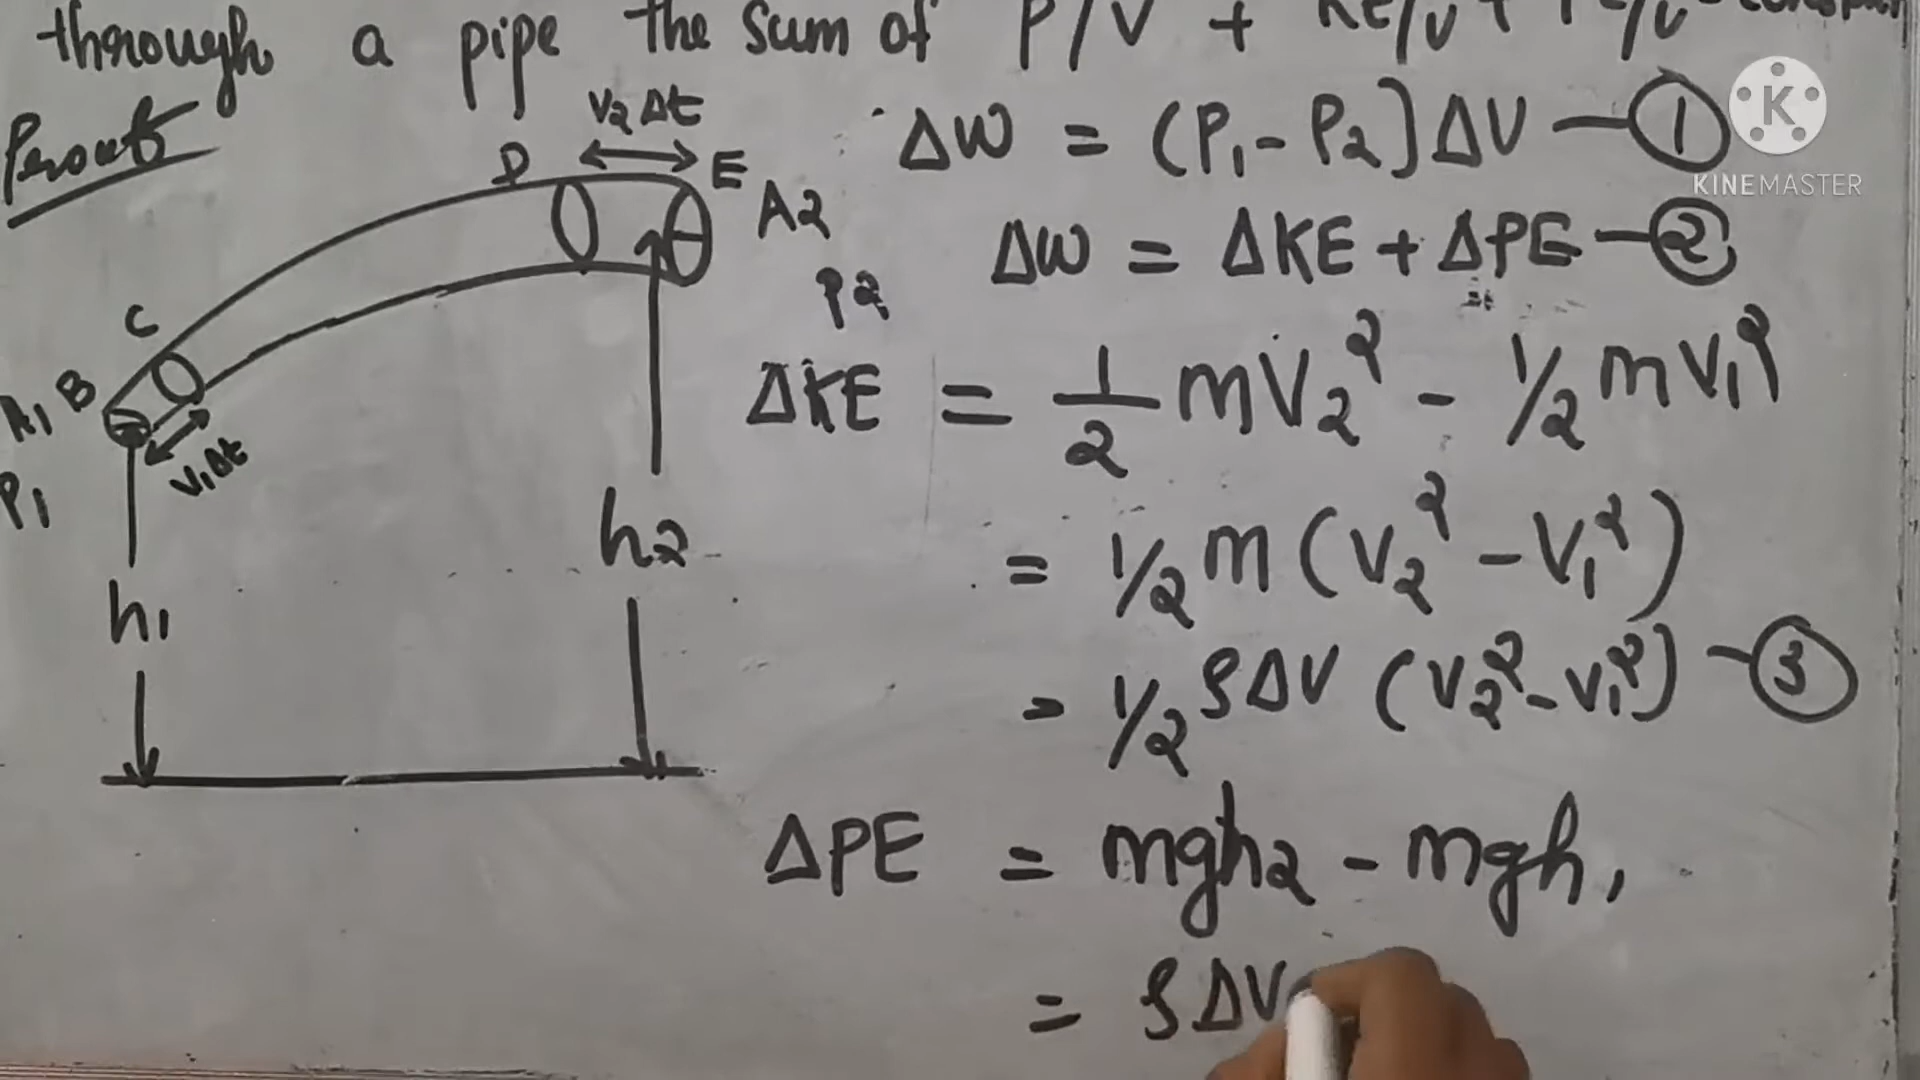 through a pipe the sum of P/V + KE/V + PE/V = constant
Proof
V₂Δt
D
E
A2
P2
C
B
A1
P1
V₁Δt
h1
h2
ΔW = (P₁ - P₂) ΔV — ①
KINEMASTER
ΔW = ΔKE + ΔPE — ②
ΔKE = 1/2 mV₂² - 1/2 mV₁²
= 1/2 m (V₂² - V₁²)
= 1/2 ρΔV (V₂² - V₁²) — ③
ΔPE = mgh₂ - mgh₁
= ρΔV